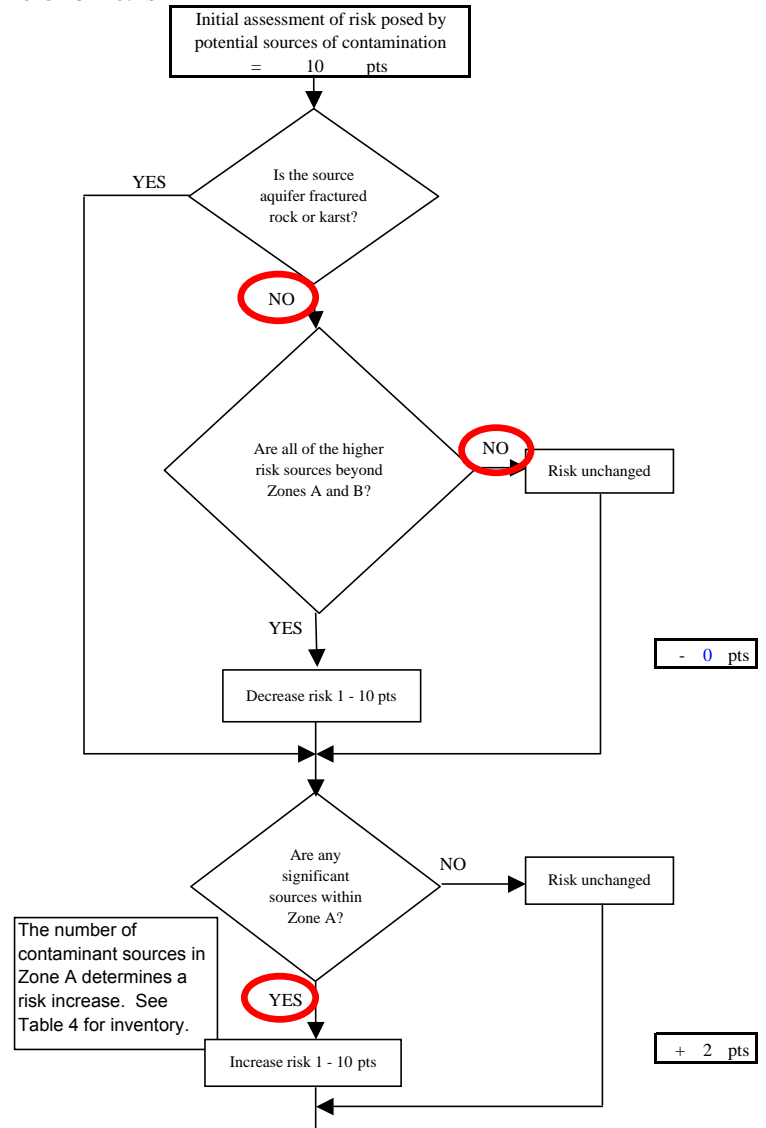 Initial assessment of risk posed by
potential sources of contamination
= 10 pts
YES
Is the source
aquifer fractured
rock or karst?
NO
Are all of the higher
risk sources beyond
Zones A and B?
NO
Risk unchanged
YES
- 0 pts
Decrease risk 1 - 10 pts
Are any
significant
sources within
Zone A?
NO
Risk unchanged
The number of
contaminant sources in
Zone A determines a
risk increase. See
Table 4 for inventory.
YES
+ 2 pts
Increase risk 1 - 10 pts